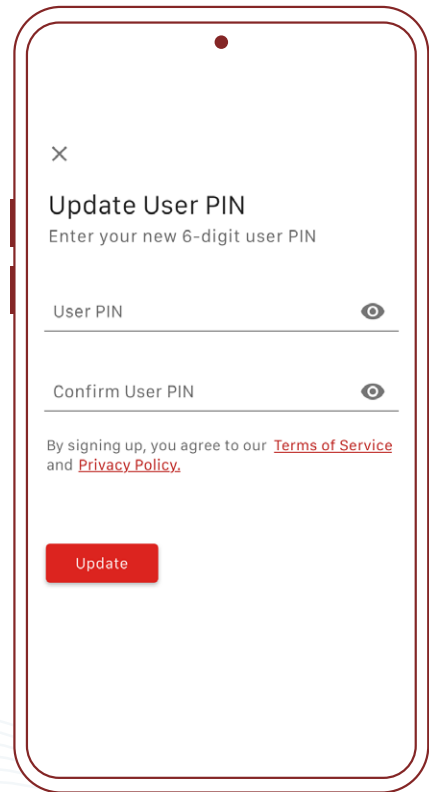 Update User PIN
Enter your new 6-digit user PIN
User PIN
Confirm User PIN
By signing up, you agree to our Terms of Service
and Privacy Policy.
Update